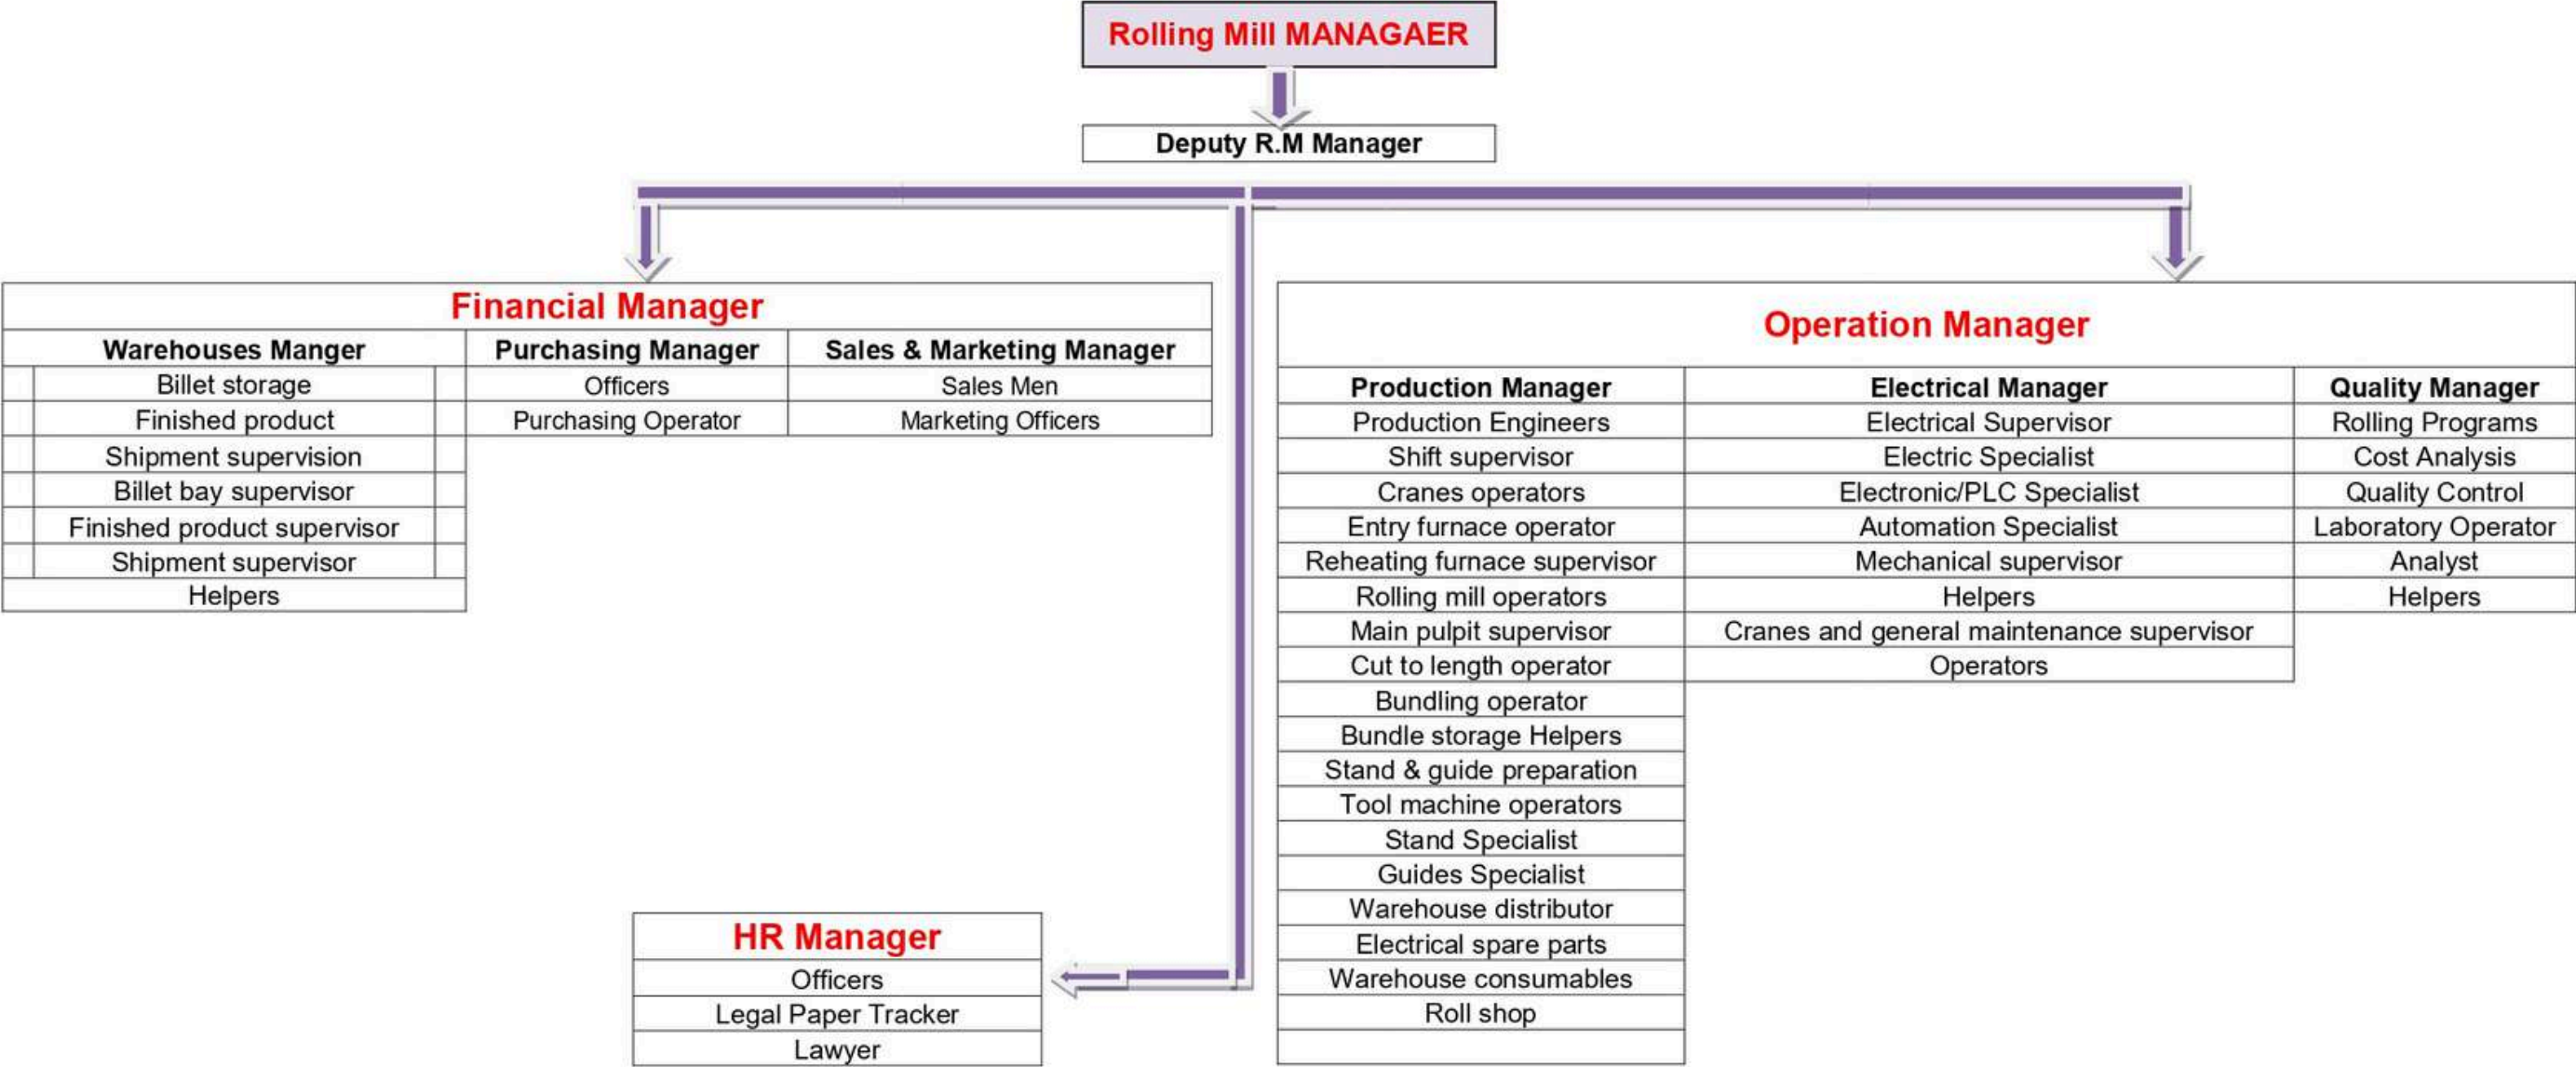 Rolling Mill MANAGAER
Deputy R.M Manager
Financial Manager
Warehouses Manger
Billet storage
Finished product
Shipment supervision
Billet bay supervisor
Finished product supervisor
Shipment supervisor
Helpers
Purchasing Manager
Officers
Purchasing Operator
Sales & Marketing Manager
Sales Men
Marketing Officers
HR Manager
Officers
Legal Paper Tracker
Lawyer
Operation Manager
Production Manager
Production Engineers
Shift supervisor
Cranes operators
Entry furnace operator
Reheating furnace supervisor
Rolling mill operators
Main pulpit supervisor
Cut to length operator
Bundling operator
Bundle storage Helpers
Stand & guide preparation
Tool machine operators
Stand Specialist
Guides Specialist
Warehouse distributor
Electrical spare parts
Warehouse consumables
Roll shop
Electrical Manager
Electrical Supervisor
Electric Specialist
Electronic/PLC Specialist
Automation Specialist
Mechanical supervisor
Helpers
Cranes and general maintenance supervisor
Operators
Quality Manager
Rolling Programs
Cost Analysis
Quality Control
Laboratory Operator
Analyst
Helpers